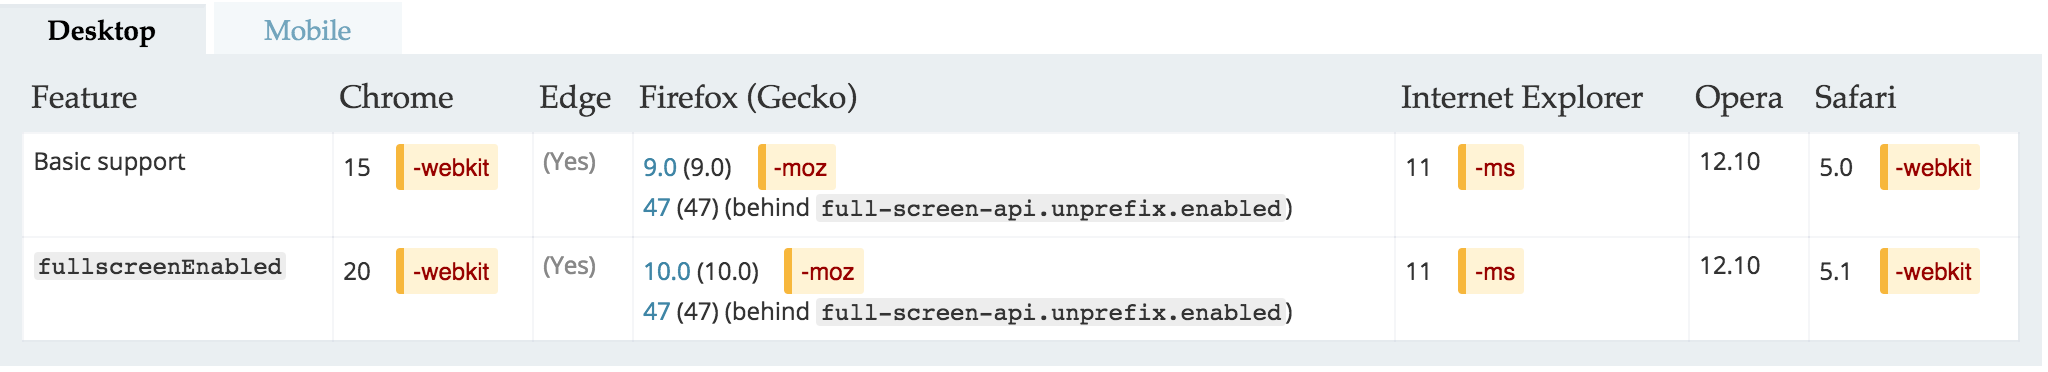 Desktop Mobile
Feature Chrome Edge Firefox (Gecko) Internet Explorer Opera Safari
Basic support 15 -webkit (Yes) 9.0 (9.0) -moz 11 -ms 12.10 5.0 -webkit
47 (47) (behind full-screen-api.unprefix.enabled)
fullscreenEnabled 20 -webkit (Yes) 10.0 (10.0) -moz 11 -ms 12.10 5.1 -webkit
47 (47) (behind full-screen-api.unprefix.enabled)